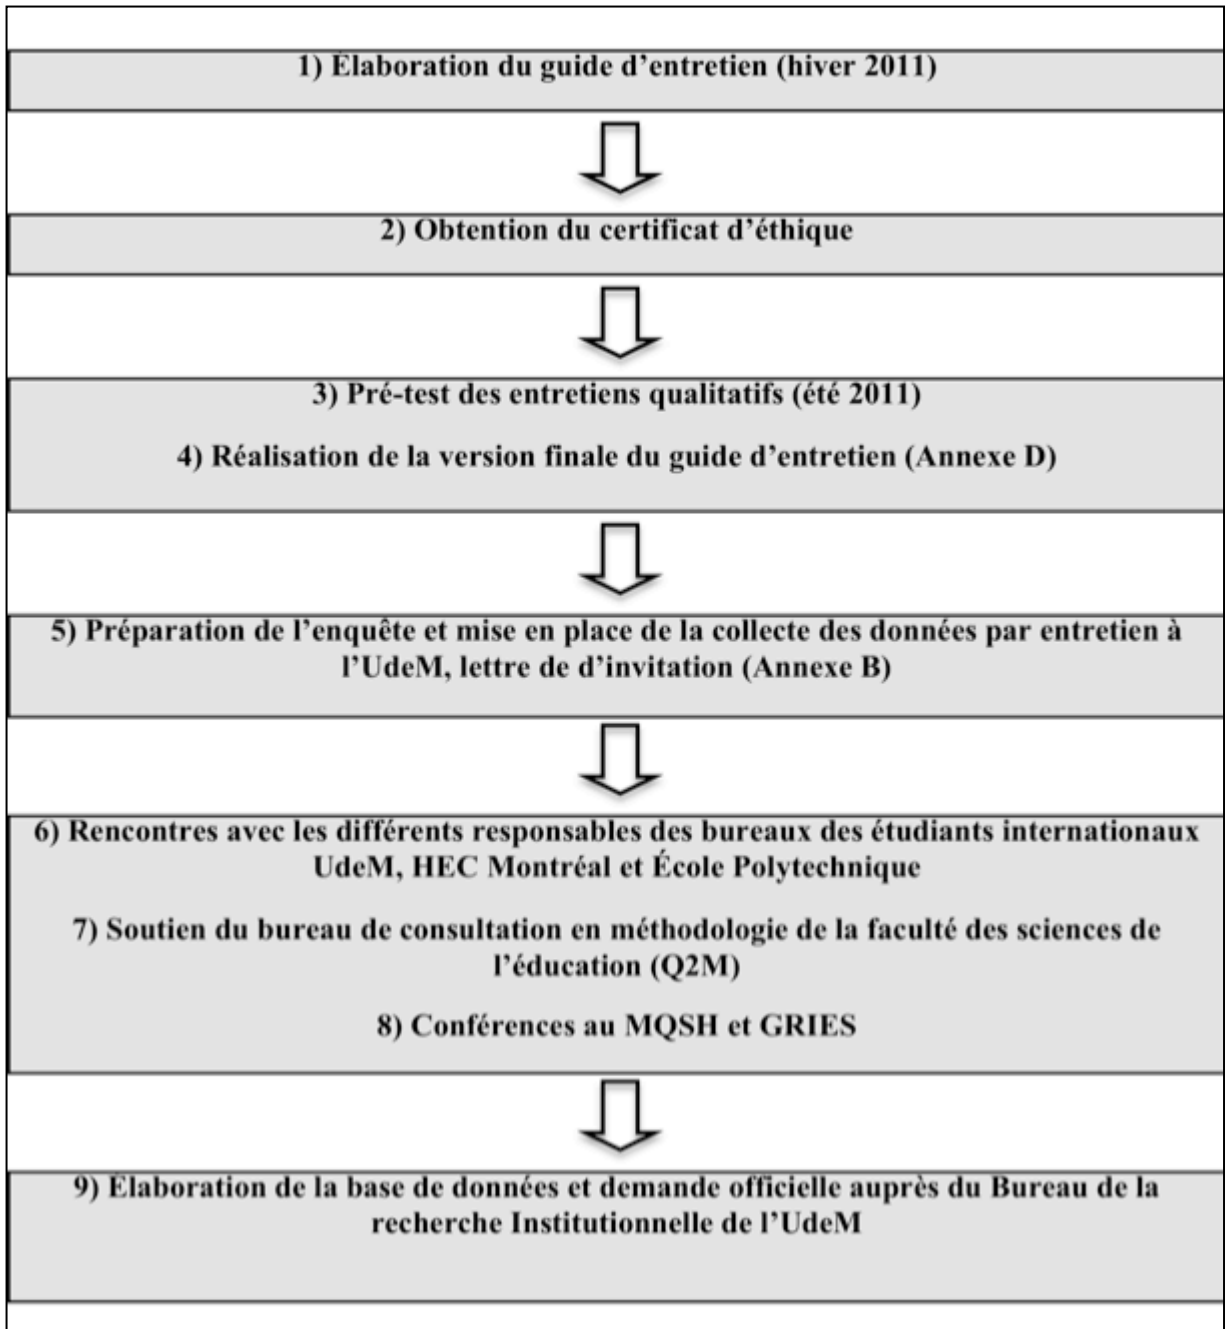 1) Élaboration du guide d’entretien (hiver 2011)
2) Obtention du certificat d’éthique
3) Pré-test des entretiens qualitatifs (été 2011)
4) Réalisation de la version finale du guide d’entretien (Annexe D)
5) Préparation de l’enquête et mise en place de la collecte des données par entretien à
l’UdeM, lettre de d’invitation (Annexe B)
6) Rencontres avec les différents responsables des bureaux des étudiants internationaux
UdeM, HEC Montréal et École Polytechnique
7) Soutien du bureau de consultation en méthodologie de la faculté des sciences de
l’éducation (Q2M)
8) Conférences au MQSH et GRIES
9) Élaboration de la base de données et demande officielle auprès du Bureau de la
recherche Institutionnelle de l’UdeM